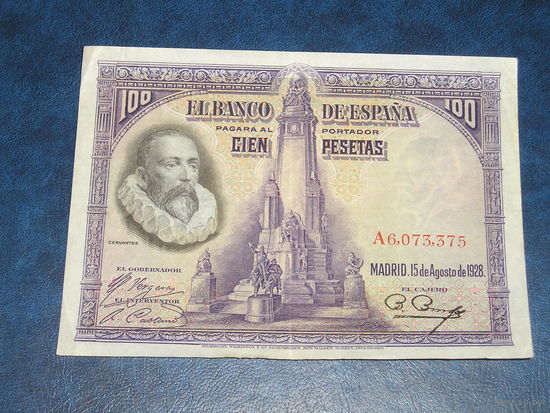 100 100
EL BANCO DE ESPAÑA
PAGARÁ AL PORTADOR
CIEN PESETAS
CERVANTES
A6,073,375
MADRID, 15 de Agosto de 1928.
EL GOBERNADOR
EL CAJERO
EL INTERVENTOR